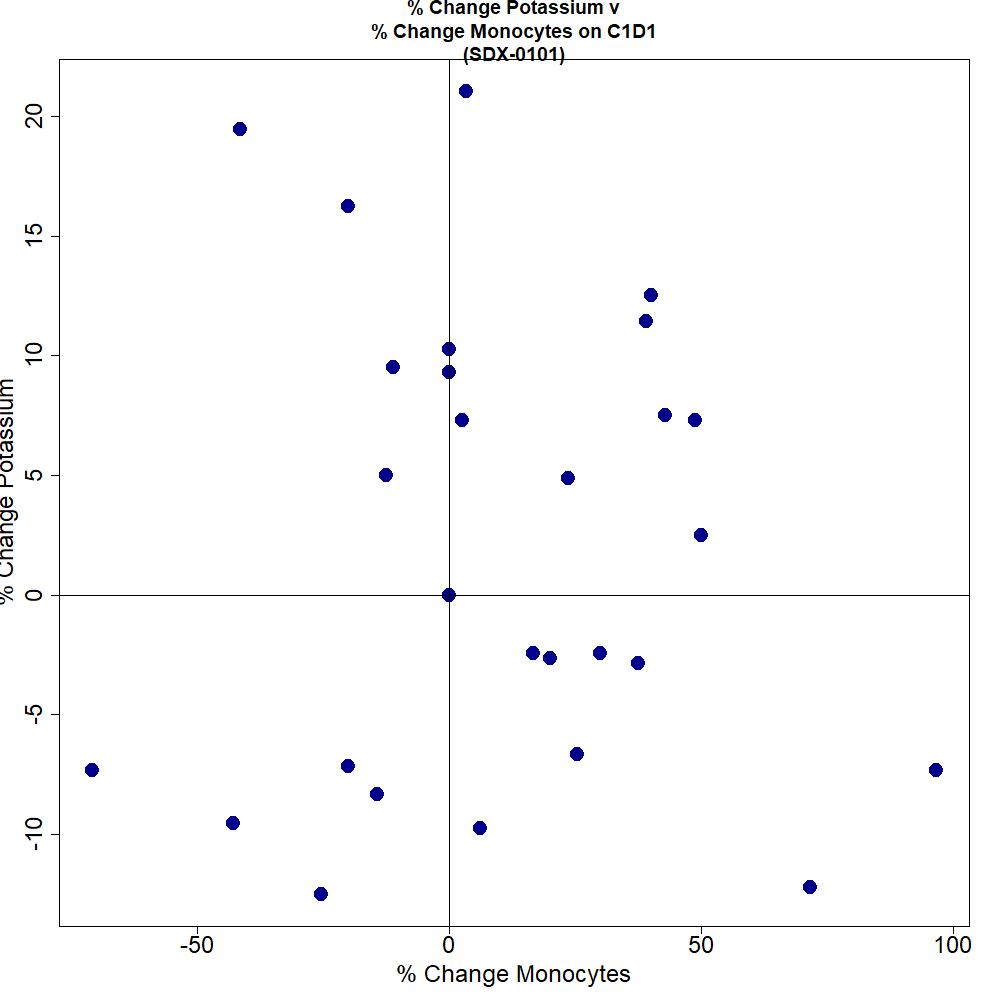 % Change Potassium v
% Change Monocytes on C1D1
(SDX-0101)
% Change Potassium
20
15
10
5
0
-5
-10
-50
0
50
100
% Change Monocytes